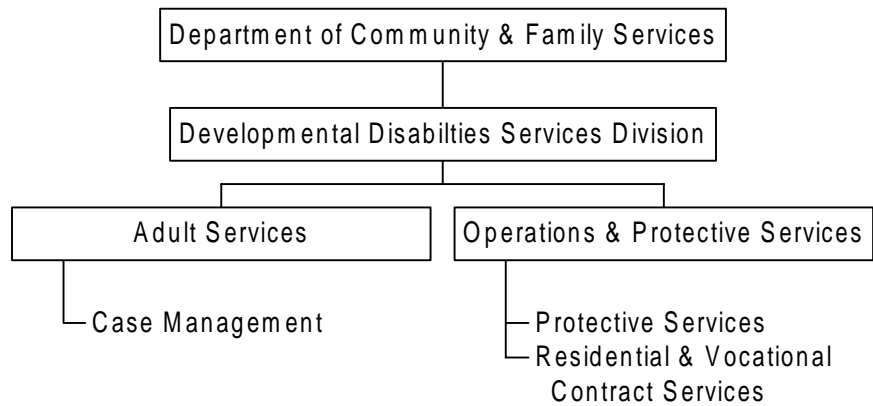 Department of Community & Family Services
Developmental Disabilties Services Division
Adult Services
Operations & Protective Services
Case Management
Protective Services
Residential & Vocational
Contract Services